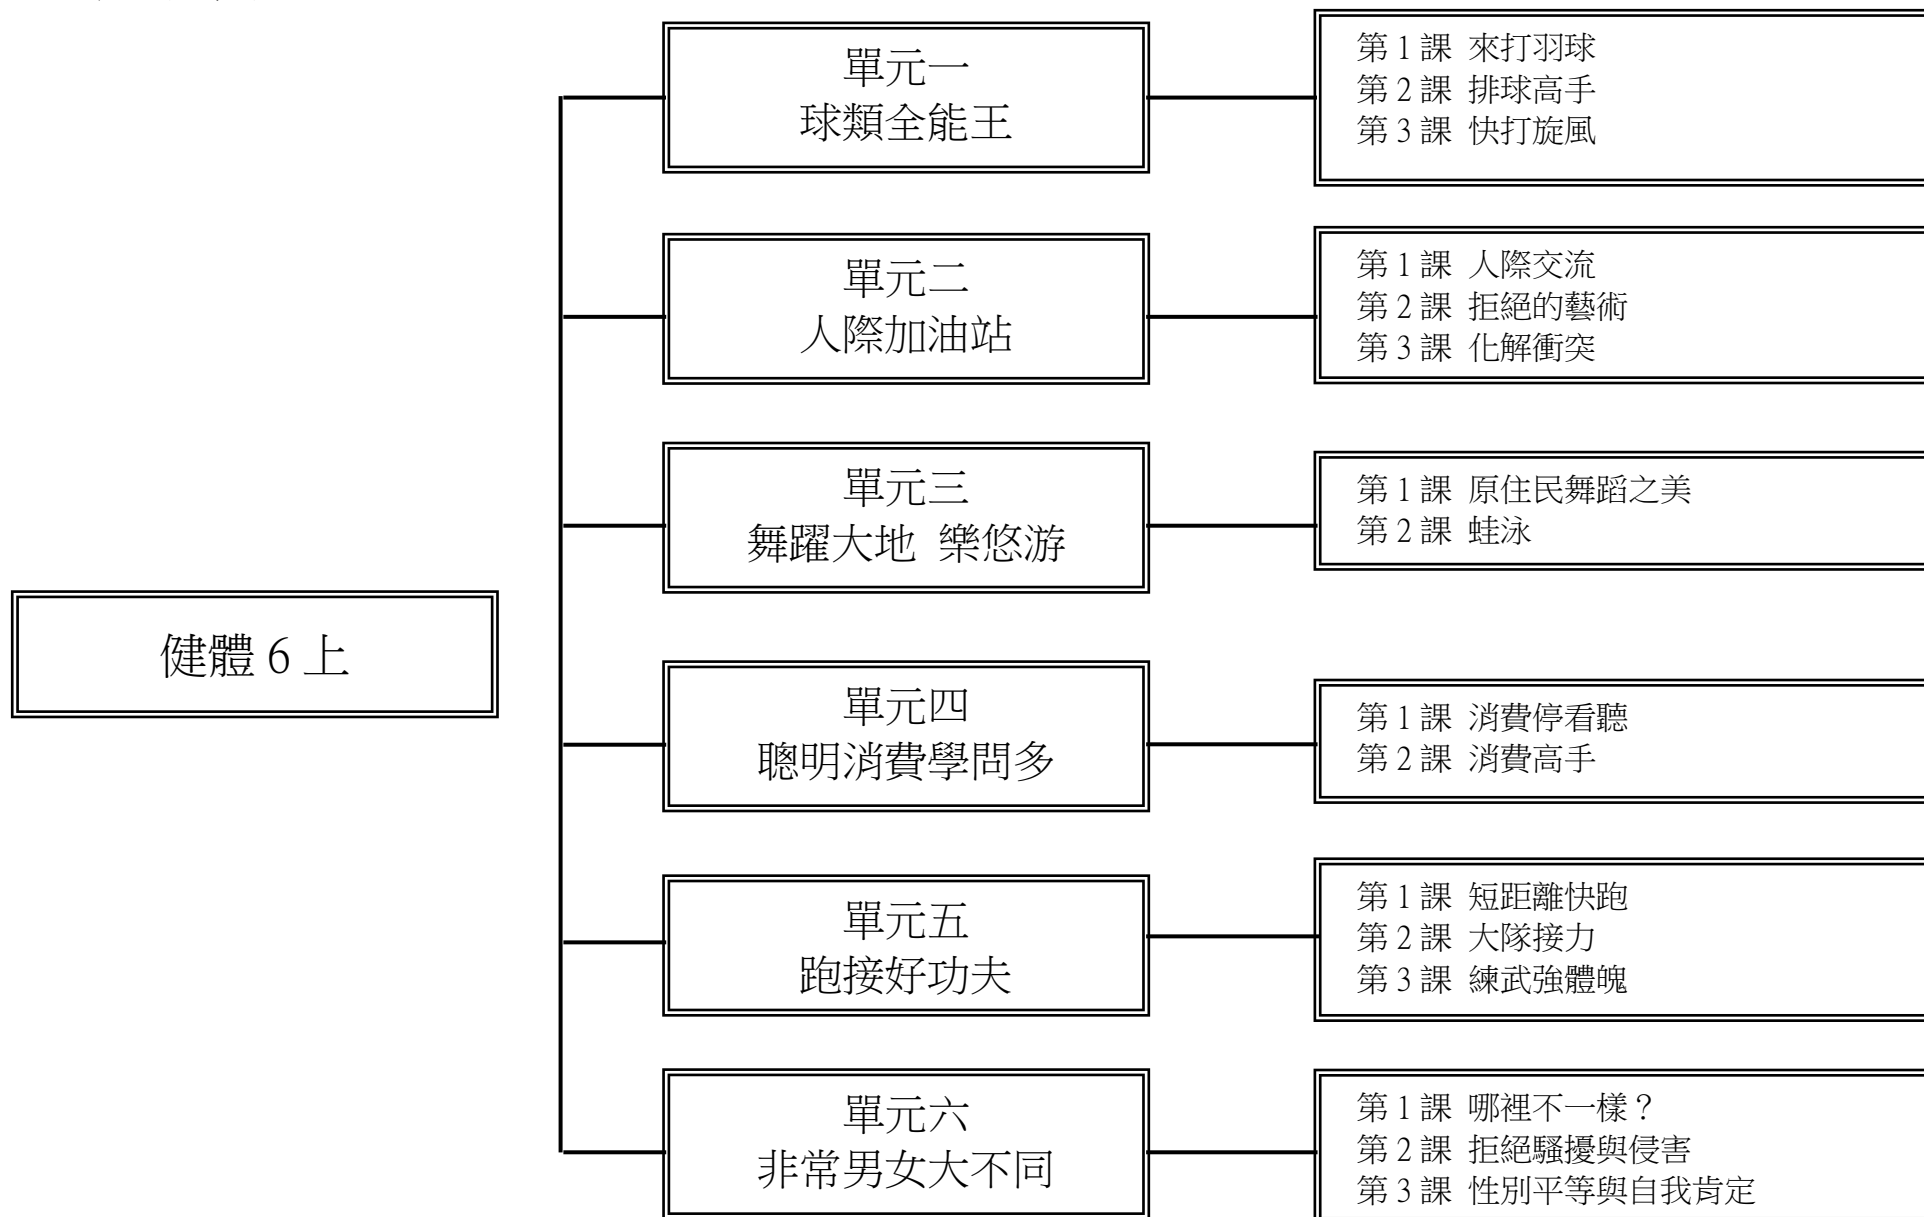 單元一
球類全能王
第1課 來打羽球
第2課 排球高手
第3課 快打旋風
單元二
人際加油站
第1課 人際交流
第2課 拒絕的藝術
第3課 化解衝突
單元三
舞躍大地 樂悠游
第1課 原住民舞蹈之美
第2課 蛙泳
健體6上
單元四
聰明消費學問多
第1課 消費停看聽
第2課 消費高手
單元五
跑接好功夫
第1課 短距離快跑
第2課 大隊接力
第3課 練武強體魄
單元六
非常男女大不同
第1課 哪裡不一樣？
第2課 拒絕騷擾與侵害
第3課 性別平等與自我肯定